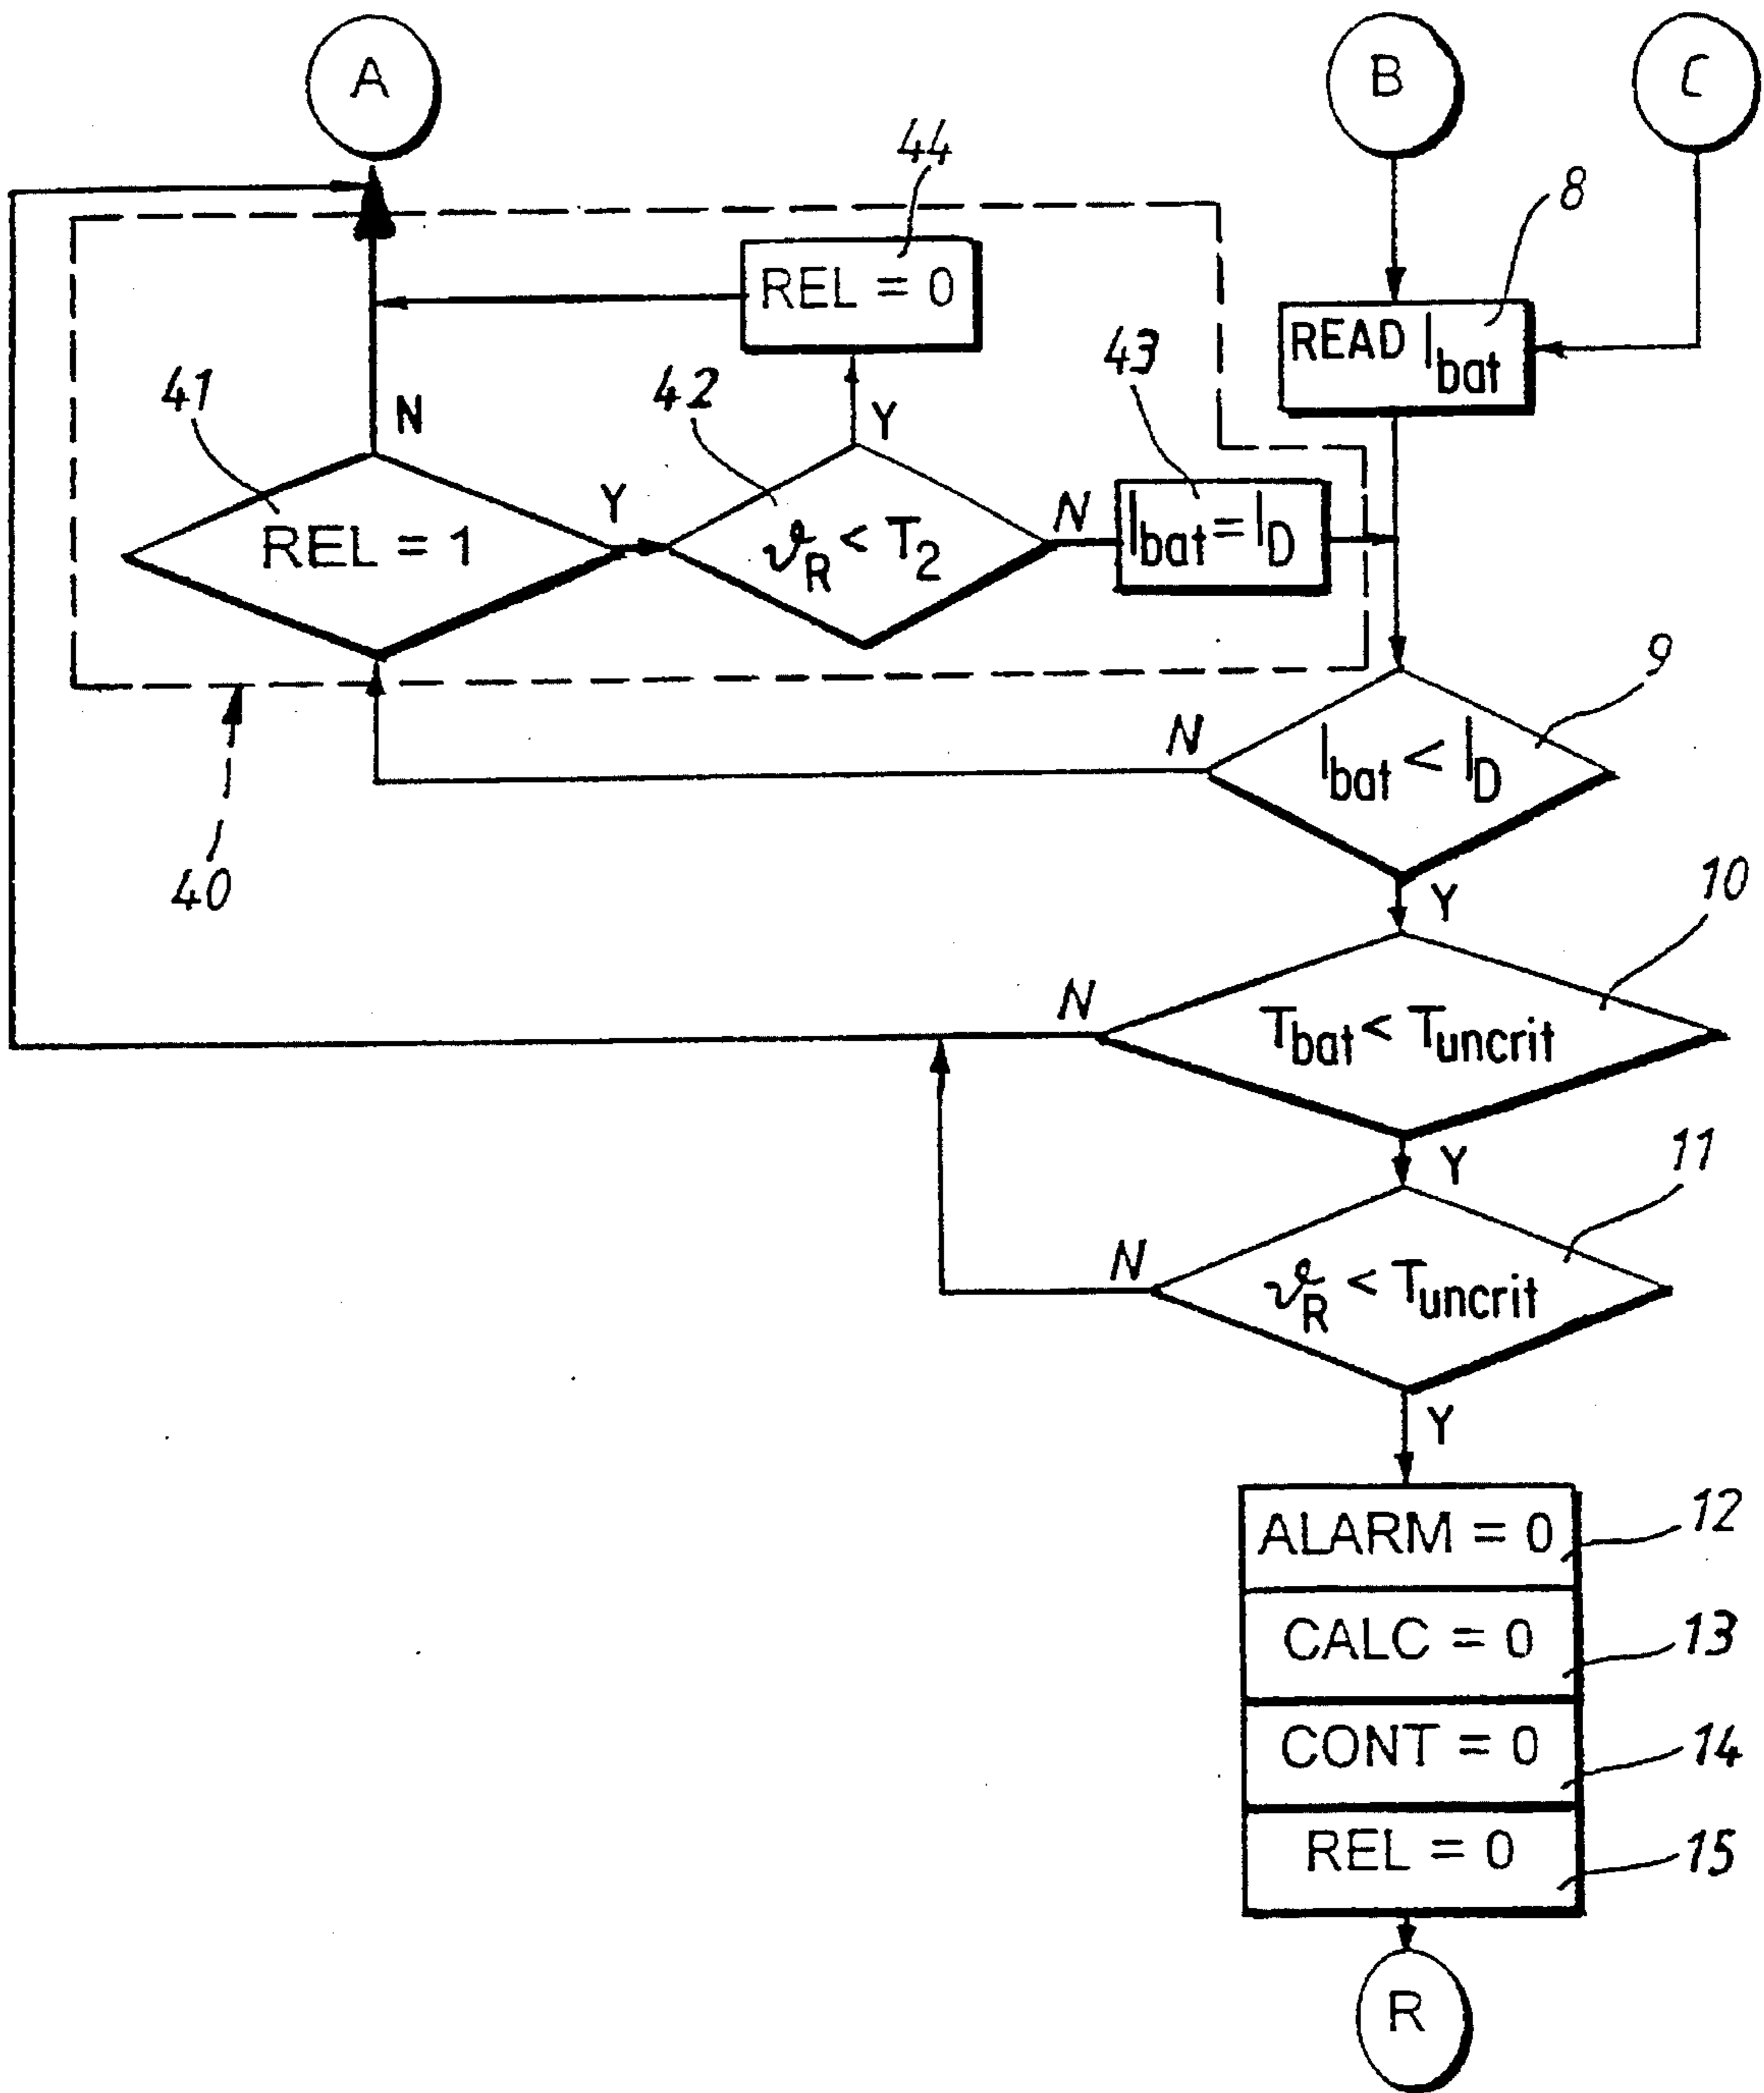 A
B
C
44
8
REL = 0
READ I_bat
43
41
N
42
Y
REL = 1
Y
ϑ_R < T_2
N
I_bat = I_D
9
N
I_bat < I_D
40
Y
10
N
T_bat < T_uncrit
Y
11
N
ϑ_R < T_uncrit
Y
ALARM = 0
12
CALC = 0
13
CONT = 0
14
REL = 0
15
R